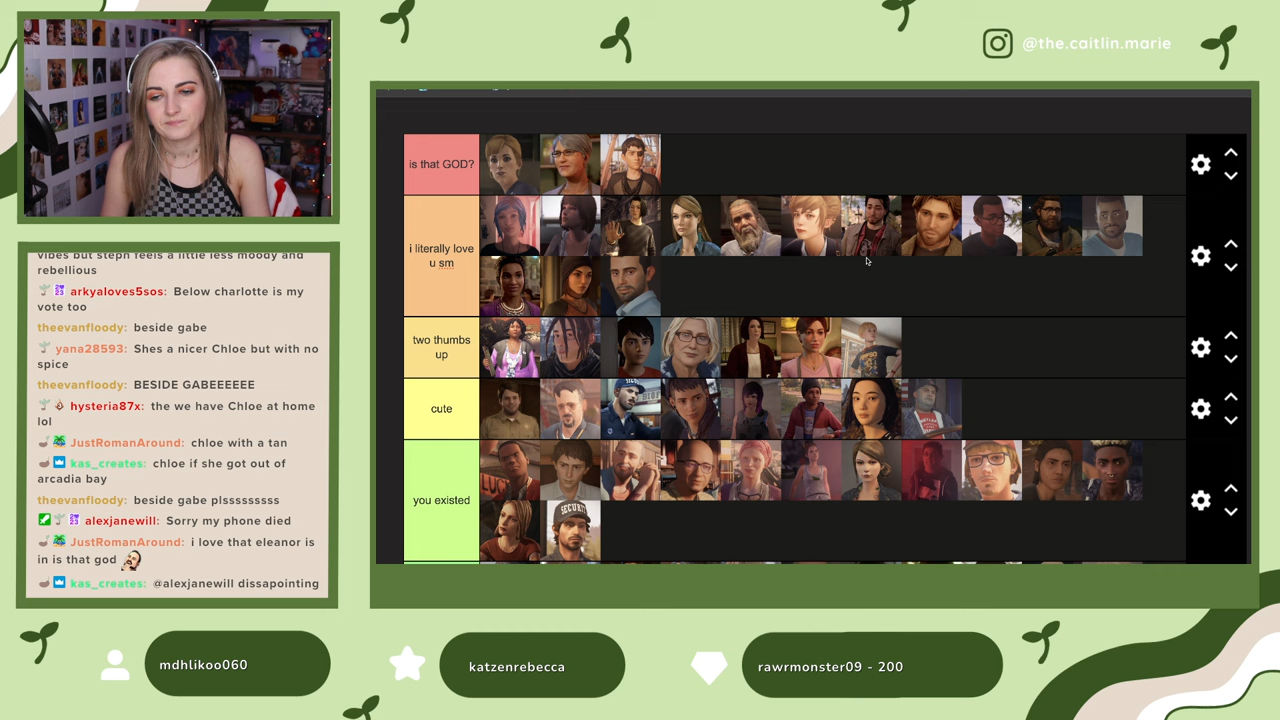 @the.caitlin.marie
is that GOD?
i literally love
u sm
two thumbs
up
cute
you existed
SECURITY
vibes but steph feels a little less moody and
rebellious
arkyaloves5sos: Below charlotte is my
vote too
theevanfloody: beside gabe
yana28593: Shes a nicer Chloe but with no
spice
theevanfloody: BESIDE GABEEEEEE
hysteria87x: the we have Chloe at home
lol
JustRomanAround: chloe with a tan
kas_creates: chloe if she got out of
arcadia bay
theevanfloody: beside gabe plsssssssss
alexjanewill: Sorry my phone died
JustRomanAround: i love that eleanor is
in is that god
kas_creates: @alexjanewill dissapointing
mdhlikoo060
katzenrebecca
rawrmonster09 - 200